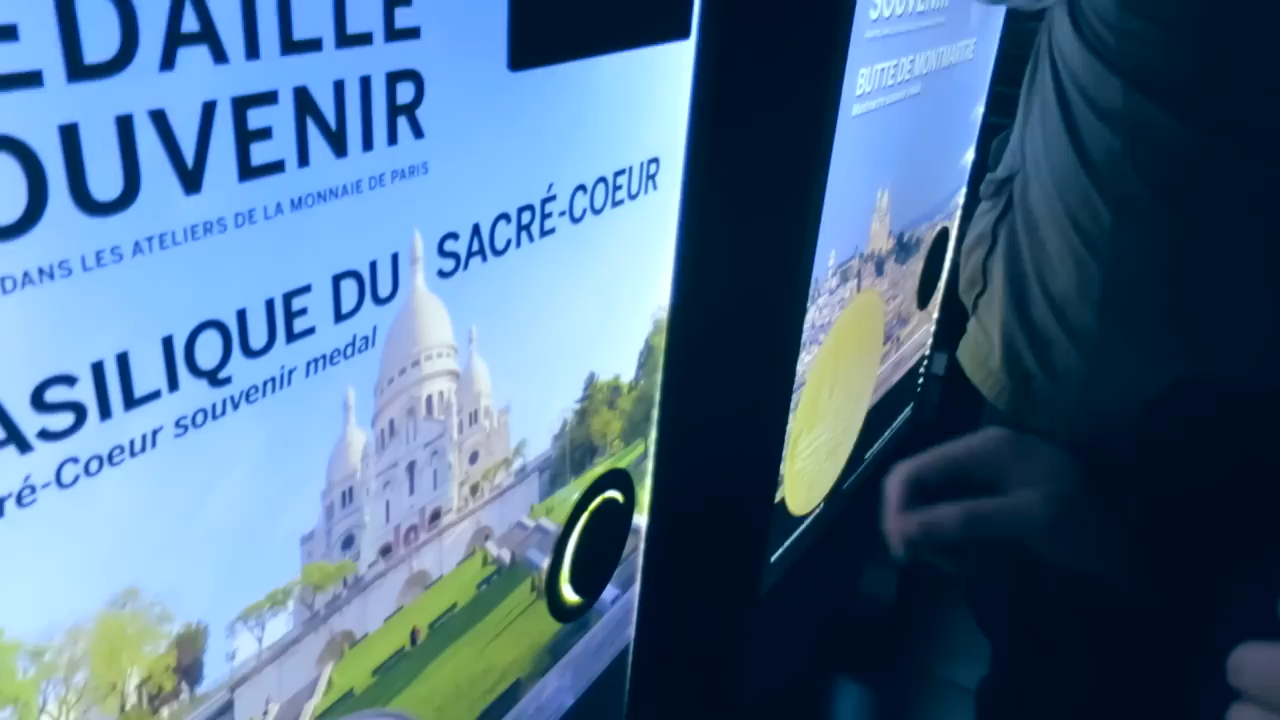 EDAILLE
OUVENIR
DANS LES ATELIERS DE LA MONNAIE DE PARIS
ASILIQUE DU SACRÉ-COEUR
ré-Coeur souvenir medal
SOUVENIR
BUTTE DE MONTMARTRE